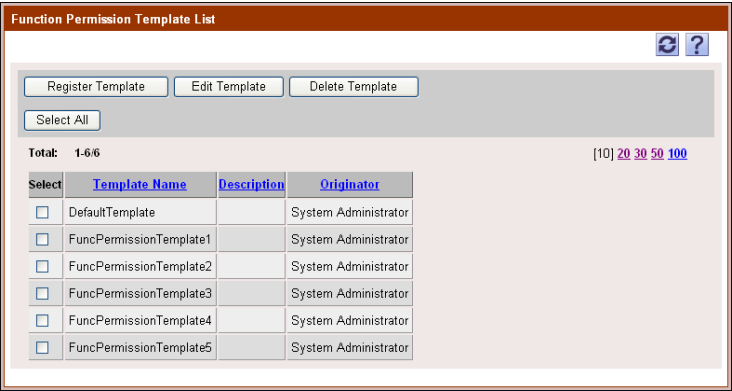 Function Permission Template List
?
Register Template Edit Template Delete Template
Select All
Total: 1-6/6 [10] 20 30 50 100
Select Template Name Description Originator
DefaultTemplate System Administrator
FuncPermissionTemplate1 System Administrator
FuncPermissionTemplate2 System Administrator
FuncPermissionTemplate3 System Administrator
FuncPermissionTemplate4 System Administrator
FuncPermissionTemplate5 System Administrator